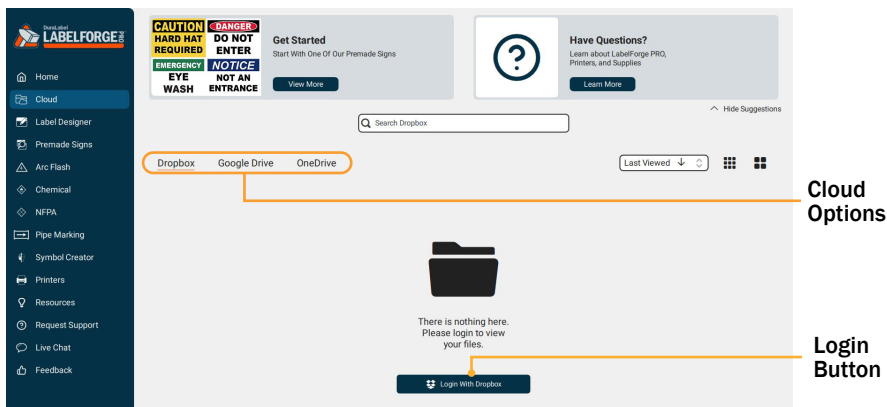 DuraLabel
LABELFORGE PRO
Home
Cloud
Label Designer
Premade Signs
Arc Flash
Chemical
NFPA
Pipe Marking
Symbol Creator
Printers
Resources
Request Support
Live Chat
Feedback
CAUTION
HARD HAT
REQUIRED
DANGER
DO NOT
ENTER
EMERGENCY
EYE
WASH
NOTICE
NOT AN
ENTRANCE
Get Started
Start With One Of Our Premade Signs
View More
?
Have Questions?
Learn about LabelForge PRO,
Printers, and Supplies
Learn More
Hide Suggestions
Search Dropbox
Dropbox Google Drive OneDrive
Last Viewed
Cloud
Options
There is nothing here.
Please login to view
your files.
Login With Dropbox
Login
Button